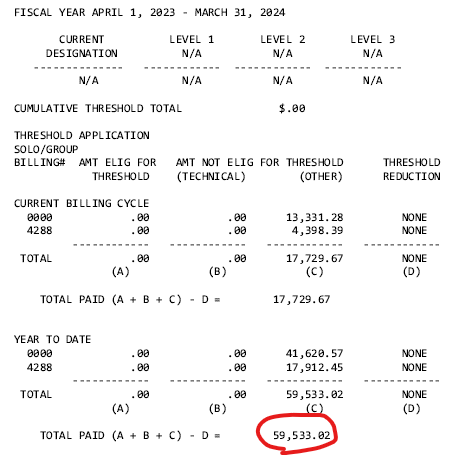 FISCAL YEAR APRIL 1, 2023 - MARCH 31, 2024
CURRENT DESIGNATION LEVEL 1 N/A LEVEL 2 N/A LEVEL 3 N/A
------------- ------------ ------------ ------------
N/A N/A N/A N/A
CUMULATIVE THRESHOLD TOTAL $.00
THRESHOLD APPLICATION
SOLO/GROUP
BILLING# AMT ELIG FOR AMT NOT ELIG FOR THRESHOLD THRESHOLD
THRESHOLD (TECHNICAL) (OTHER) REDUCTION
CURRENT BILLING CYCLE
0000 .00 .00 13,331.28 NONE
4288 .00 .00 4,398.39 NONE
------------ ------------ ------------ ------------
TOTAL .00 .00 17,729.67 NONE
(A) (B) (C) (D)
TOTAL PAID (A + B + C) - D = 17,729.67
YEAR TO DATE
0000 .00 .00 41,620.57 NONE
4288 .00 .00 17,912.45 NONE
------------ ------------ ------------ ------------
TOTAL .00 .00 59,533.02 NONE
(A) (B) (C) (D)
TOTAL PAID (A + B + C) - D = 59,533.02